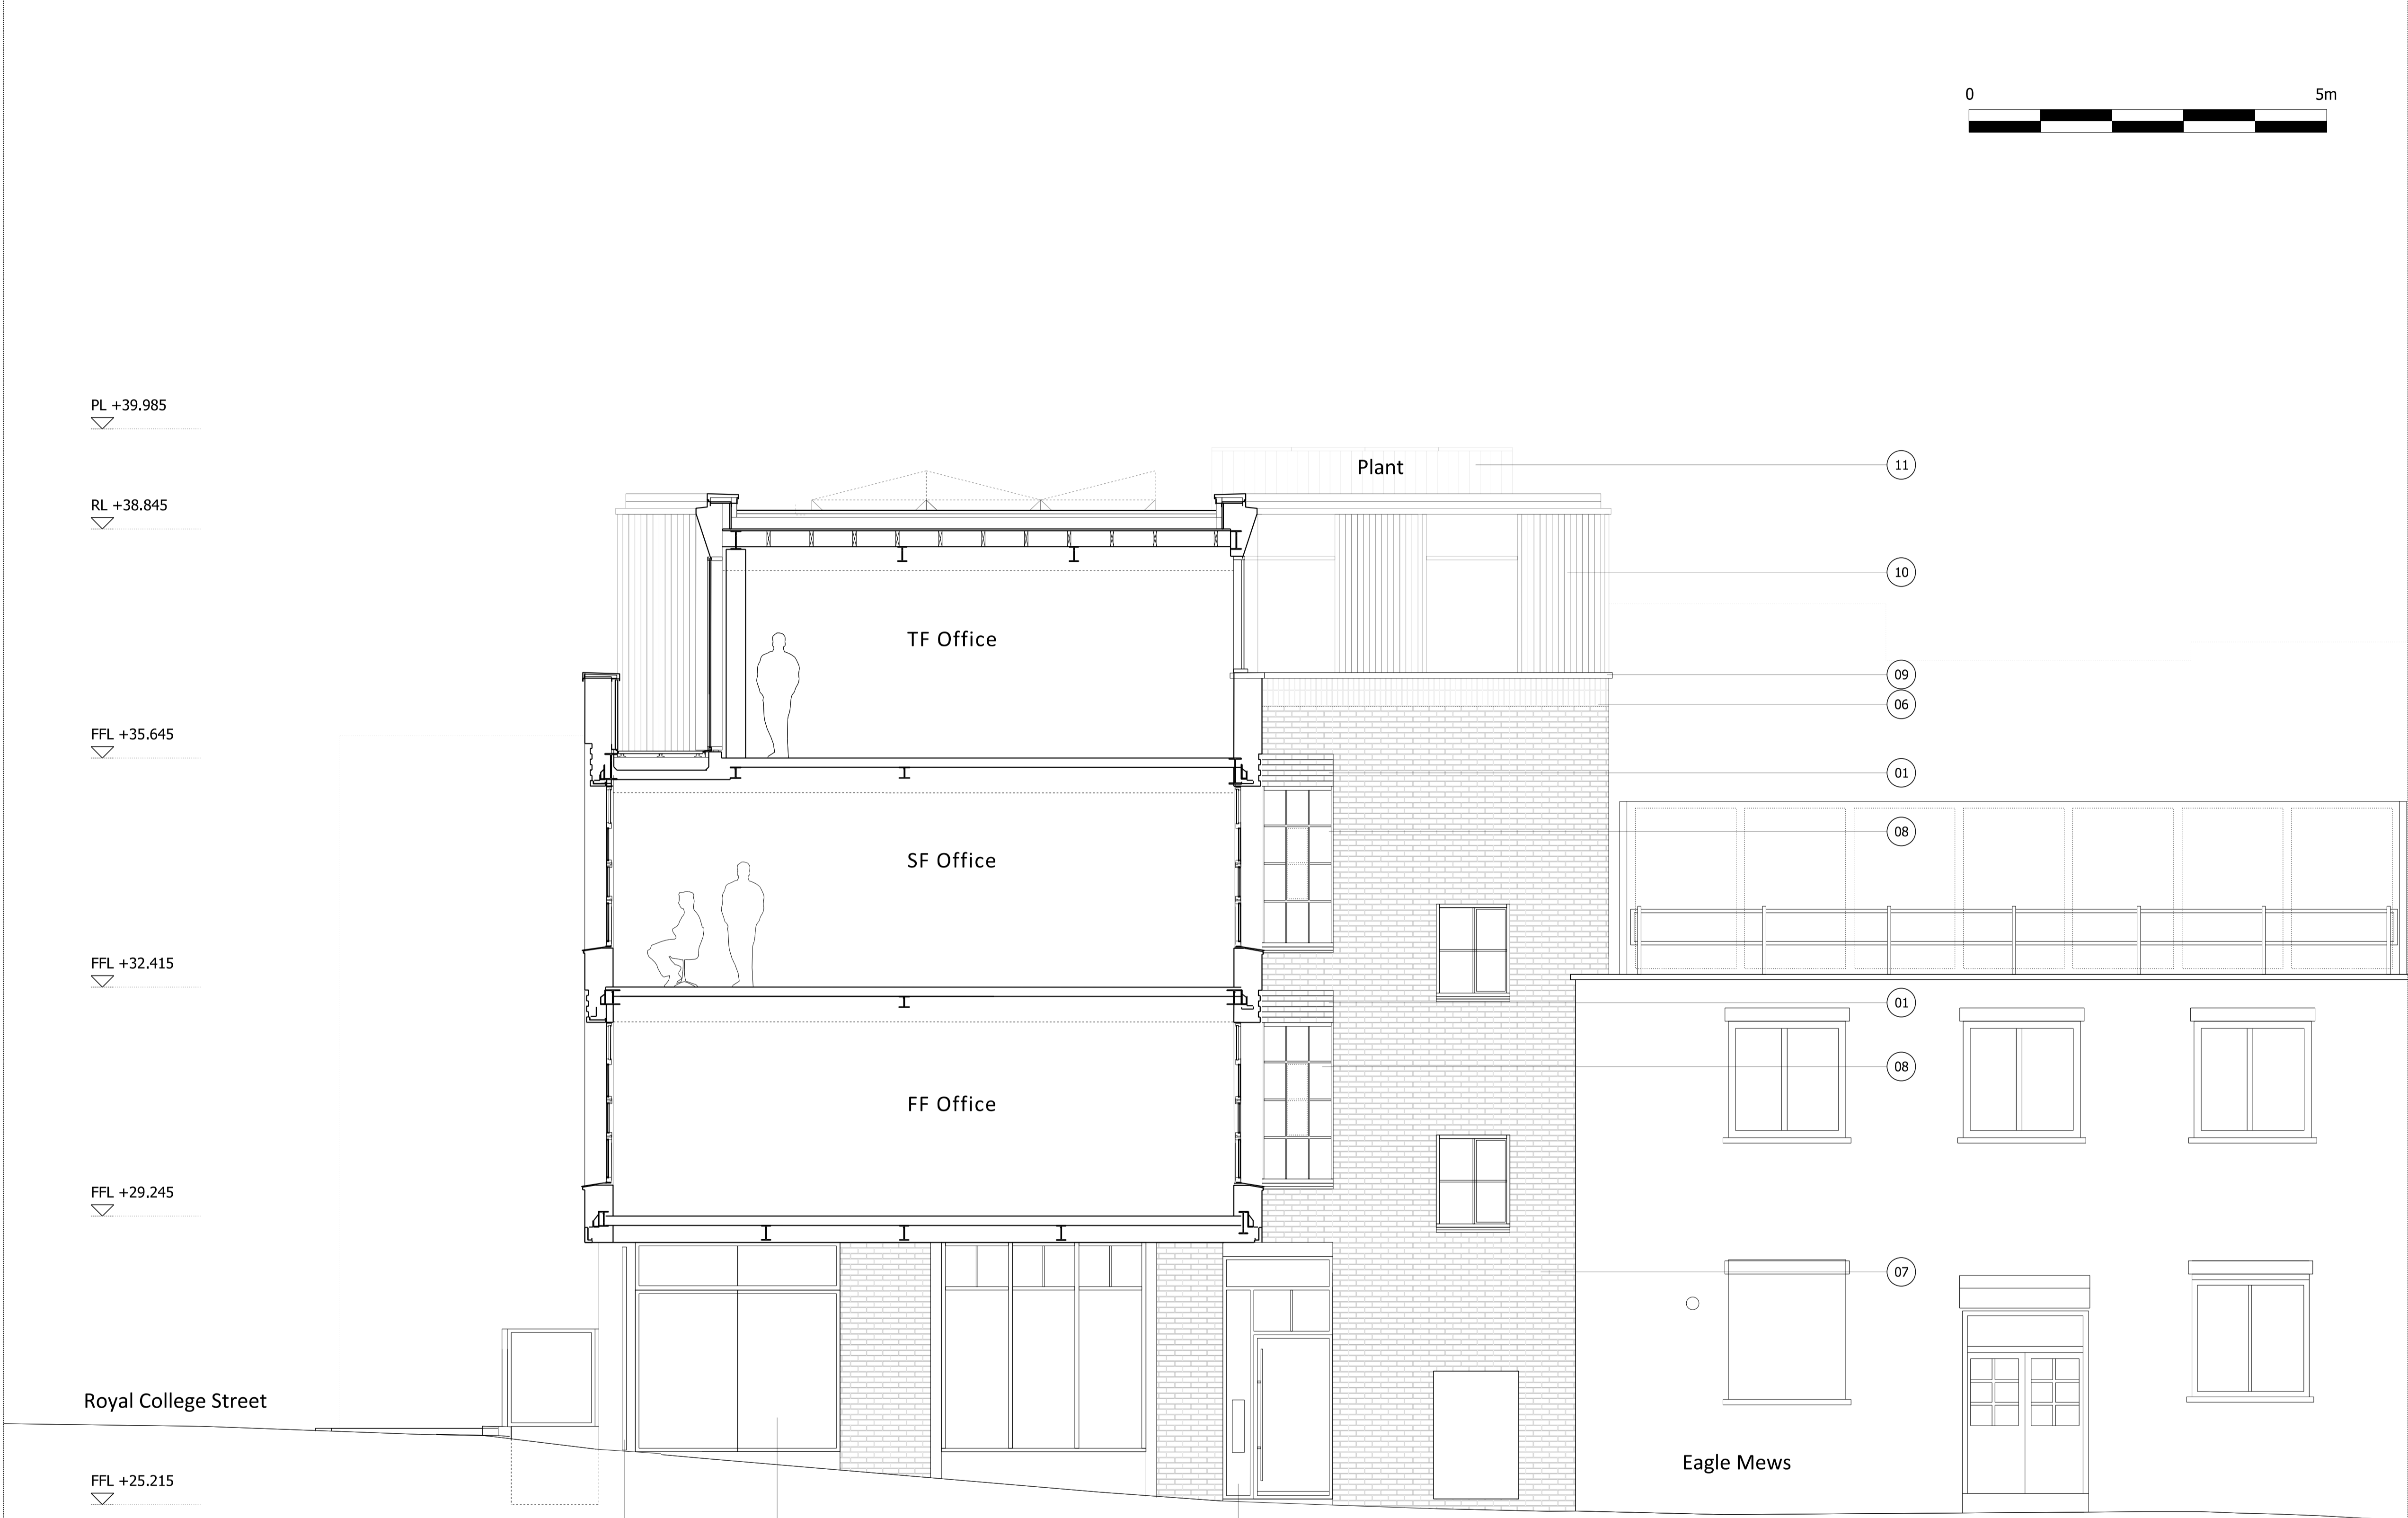 0 5m
PL +39.985
Plant
11
RL +38.845
10
TF Office
09
06
FFL +35.645
01
08
SF Office
FFL +32.415
01
08
FF Office
FFL +29.245
07
Royal College Street
Eagle Mews
FFL +25.215